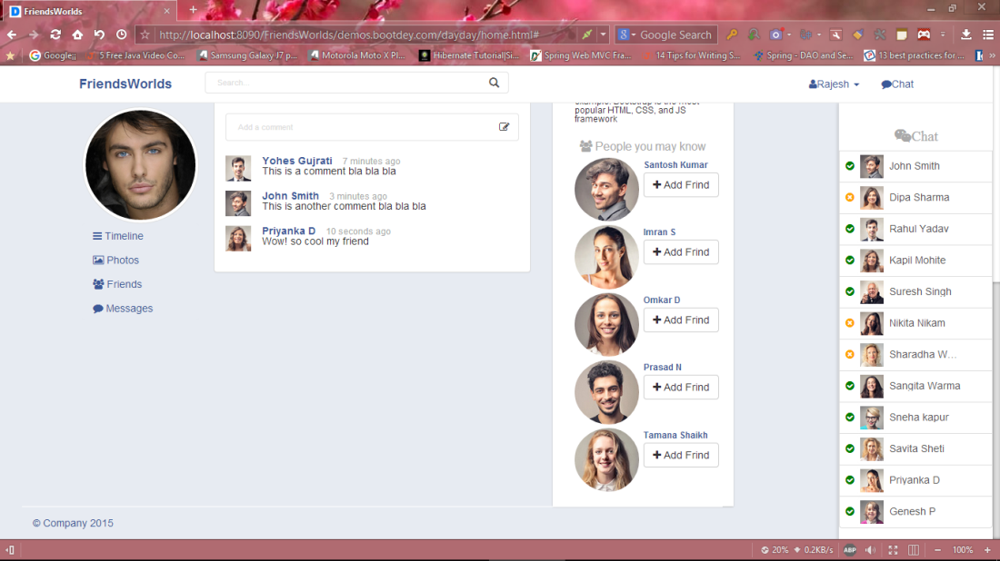 FriendsWorlds
http://localhost:8090/FriendsWorlds/demos.bootdey.com/dayday/home.html#
Google Search
Google
5 Free Java Video Co...
Samsung Galaxy J7 p...
Motorola Moto X Pl...
Hibernate Tutorial|Si...
Spring Web MVC Fra...
14 Tips for Writing S...
Spring - DAO and Se...
13 best practices for ...
FriendsWorlds
Search...
Rajesh
Chat
Timeline
Photos
Friends
Messages
Add a comment
Yohes Gujrati 7 minutes ago
This is a comment bla bla bla
John Smith 3 minutes ago
This is another comment bla bla bla
Priyanka D 10 seconds ago
Wow! so cool my friend
example. Bootstrap is the most
popular HTML, CSS, and JS
framework
People you may know
Santosh Kumar
Add Frind
Imran S
Add Frind
Omkar D
Add Frind
Prasad N
Add Frind
Tamana Shaikh
Add Frind
Chat
John Smith
Dipa Sharma
Rahul Yadav
Kapil Mohite
Suresh Singh
Nikita Nikam
Sharadha W...
Sangita Warma
Sneha kapur
Savita Sheti
Priyanka D
Genesh P
© Company 2015
20% 0.2KB/s ABP 100%